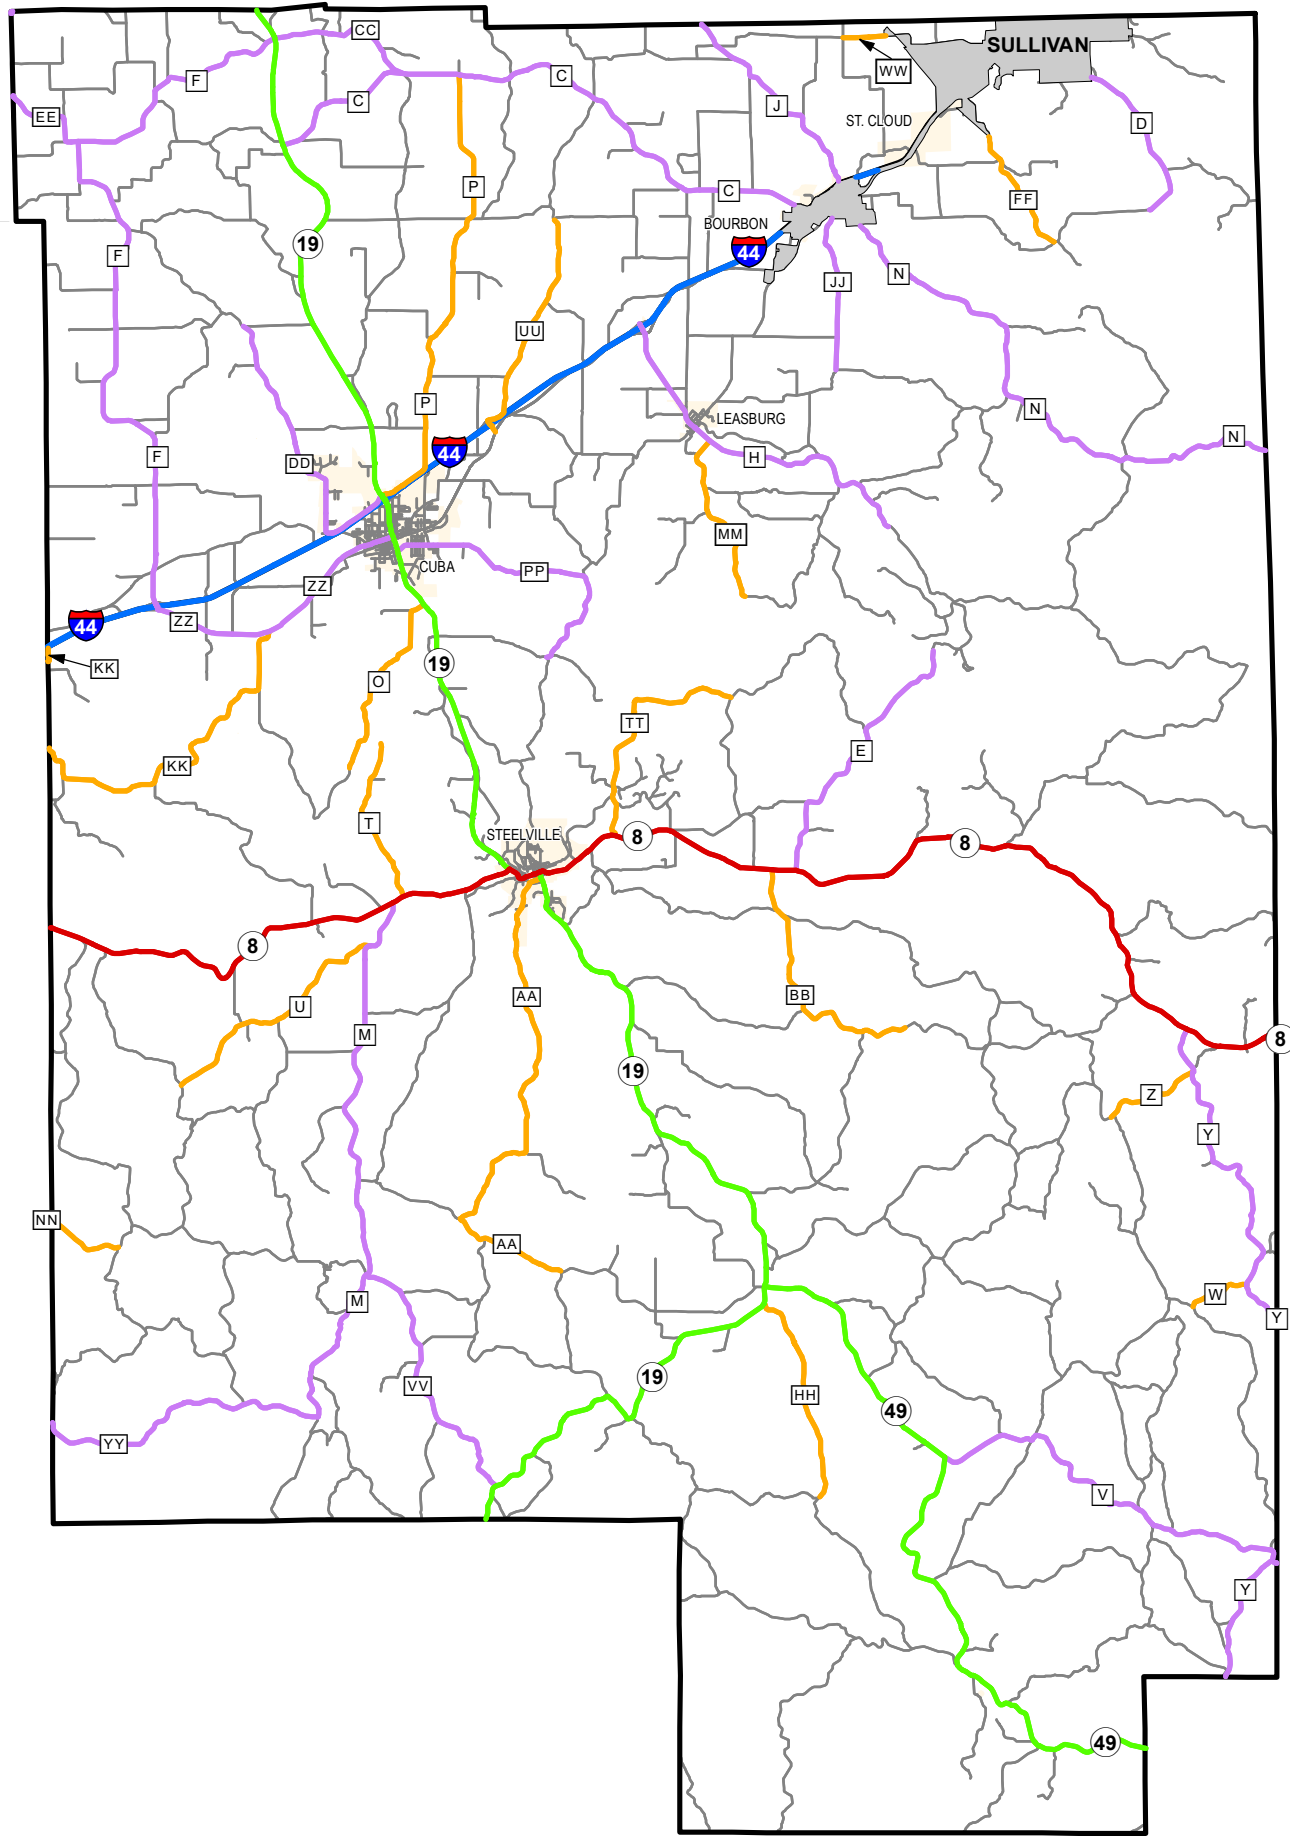 CC
SULLIVAN
WW
F
C
C
J
EE
ST. CLOUD
D
P
C
FF
BOURBON
19
F
44
N
JJ
UU
P
N
LEASBURG
N
44
F
DD
H
MM
CUBA
PP
ZZ
ZZ
44
KK
19
O
TT
E
KK
T
STEELVILLE
8
8
8
BB
AA
U
M
8
19
Z
Y
NN
AA
W
M
Y
19
VV
HH
49
YY
V
Y
49